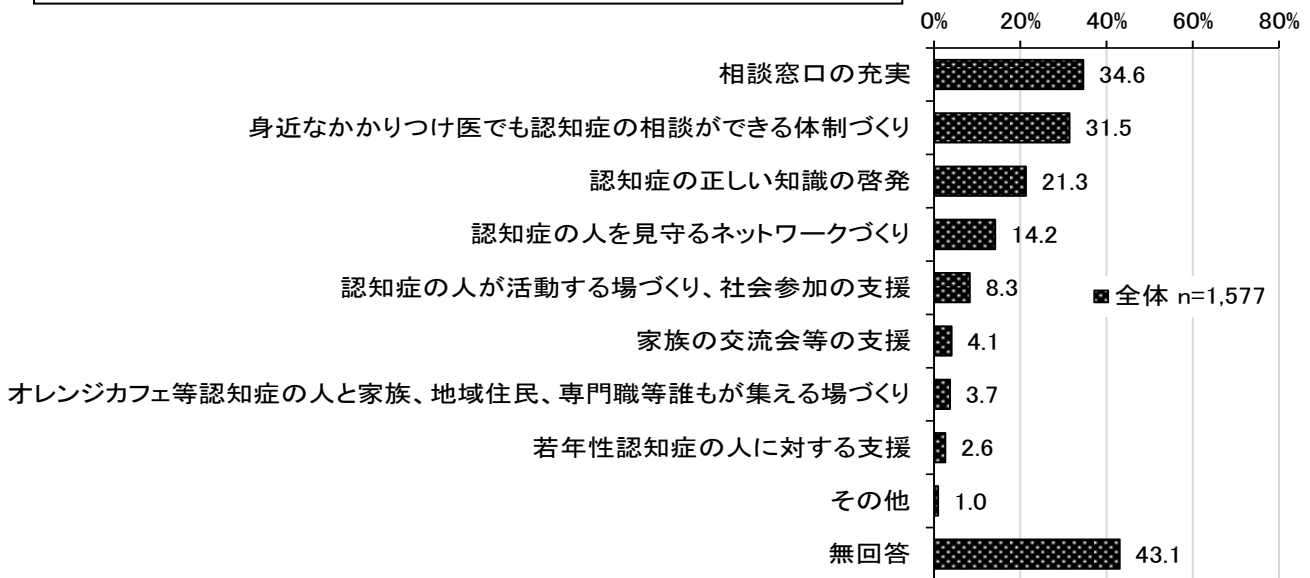 0% 20% 40% 60% 80%
相談窓口の充実 34.6
身近なかかりつけ医でも認知症の相談ができる体制づくり 31.5
認知症の正しい知識の啓発 21.3
認知症の人を見守るネットワークづくり 14.2
認知症の人が活動する場づくり、社会参加の支援 8.3
全体 n=1,577
家族の交流会等の支援 4.1
オレンジカフェ等認知症の人と家族、地域住民、専門職等誰もが集える場づくり 3.7
若年性認知症の人に対する支援 2.6
その他 1.0
無回答 43.1